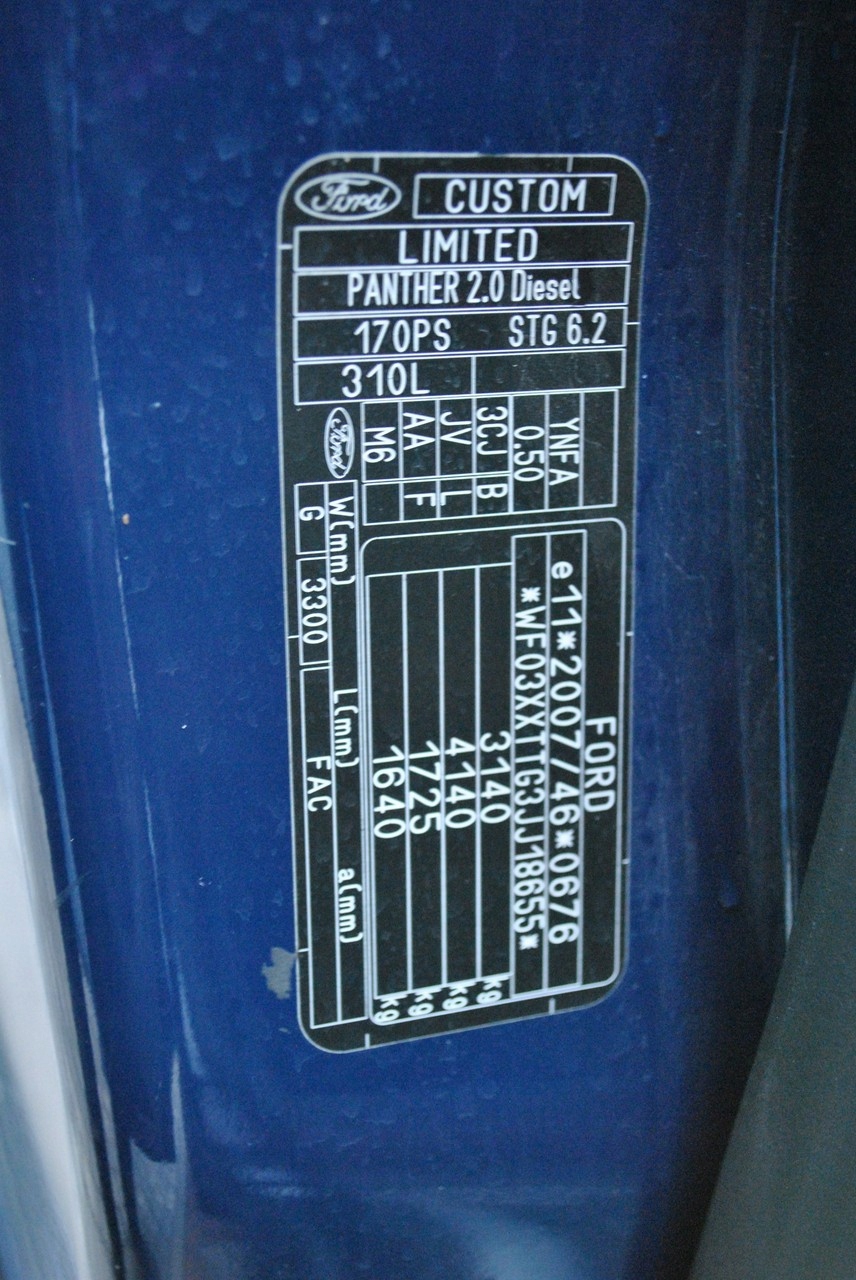 Ford CUSTOM
LIMITED
PANTHER 2.0 Diesel
170PS STG 6.2
310L
YNFA
0.50
3CJ B
JV L
AA F
M6
Ford
FORD
e11*2007/46*0676
*WF03XXTTG3JJ18655*
3140 kg
4140 kg
1725 kg
1640 kg
W(mm) L(mm) a(mm)
G 3300 FAC